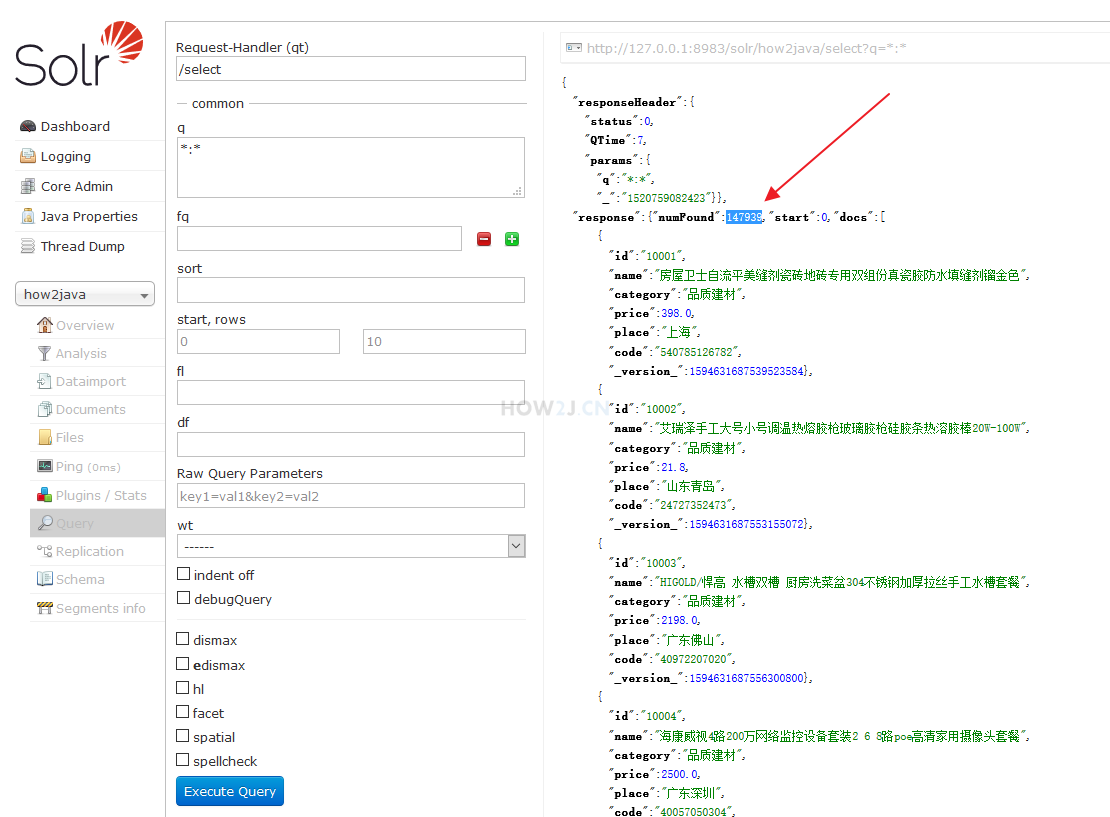 Solr
Dashboard
Logging
Core Admin
Java Properties
Thread Dump
how2java
Overview
Analysis
Dataimport
Documents
Files
Ping (0ms)
Plugins / Stats
Query
Replication
Schema
Segments info
Request-Handler (qt)
/select
common
q
*:*
fq
sort
start, rows
0
10
fl
df
Raw Query Parameters
key1=val1&key2=val2
wt
------
indent off
debugQuery
dismax
edismax
hl
facet
spatial
spellcheck
Execute Query
http://127.0.0.1:8983/solr/how2java/select?q=*:*
{
"responseHeader":{
"status":0,
"QTime":7,
"params":{
"q":"*:*",
"_":"1520759082423"}},
"response":{"numFound":147939,"start":0,"docs":[
{
"id":"10001",
"name":"房屋卫士自流平美缝剂瓷砖地砖专用双组份真瓷胶防水填缝剂镏金色",
"category":"品质建材",
"price":398.0,
"place":"上海",
"code":"540785126782",
"_version_":1594631687539523584},
{
"id":"10002",
"name":"艾瑞泽手工大号小号调温热熔胶枪玻璃胶枪硅胶条热溶胶棒20W-100W",
"category":"品质建材",
"price":21.8,
"place":"山东青岛",
"code":"24727352473",
"_version_":1594631687553155072},
{
"id":"10003",
"name":"HIGOLD/悍高 水槽双槽 厨房洗菜盆304不锈钢加厚拉丝手工水槽套餐",
"category":"品质建材",
"price":2198.0,
"place":"广东佛山",
"code":"40972207020",
"_version_":1594631687556300800},
{
"id":"10004",
"name":"海康威视4路200万网络监控设备套装2 6 8路poe高清家用摄像头套餐",
"category":"品质建材",
"price":2500.0,
"place":"广东深圳",
"code":"40057050304",
HOW2J.CN